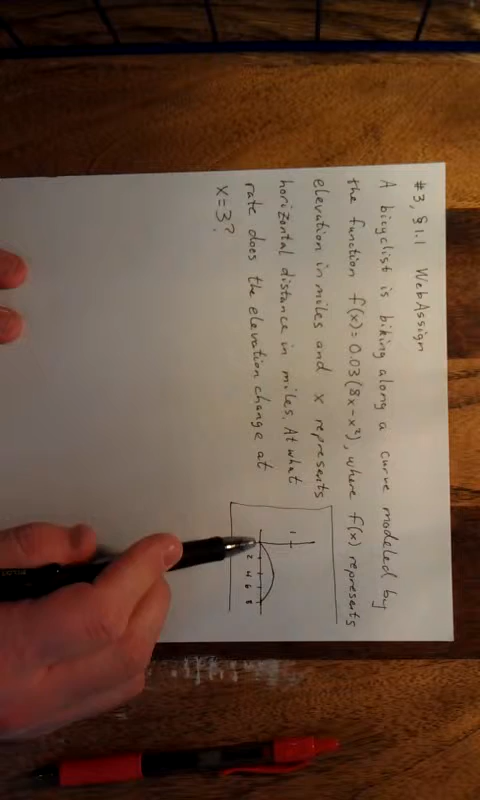 #3, §1.1 WebAssign
A bicyclist is biking along a curve modeled by
the function f(x)=0.03(8x-x²), where f(x) represents
elevation in miles and x represents
horizontal distance in miles. At what
rate does the elevation change at
x=3?
1
2 4 6 8
PILOT